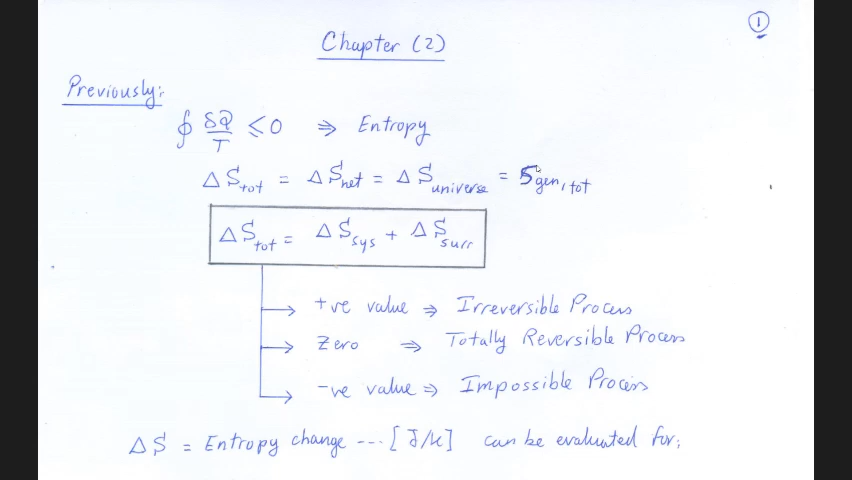 ①
Chapter (2)
Previously:
∮ δQ/T ≤ 0 ⇒ Entropy
ΔS_tot = ΔS_net = ΔS_universe = S_gen,tot
ΔS_tot = ΔS_sys + ΔS_surr
+ve value ⇒ Irreversible Process
Zero ⇒ Totally Reversible Process
-ve value ⇒ Impossible Process
ΔS = Entropy change ---- [J/K] can be evaluated for;